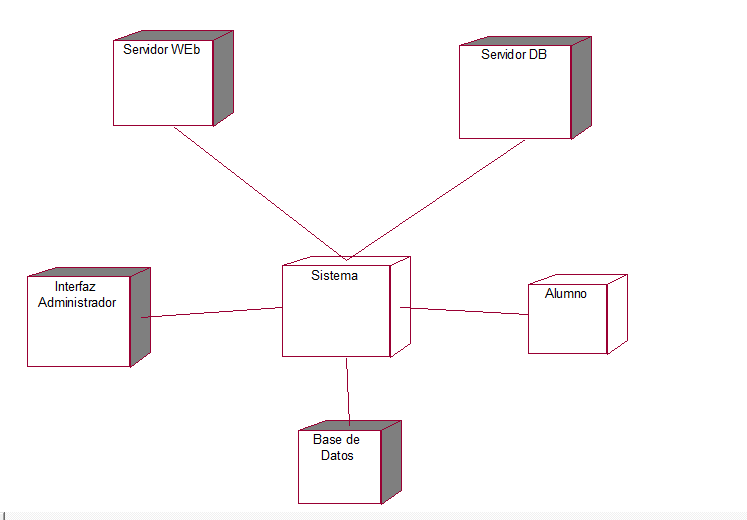 Servidor WEb
Servidor DB
Sistema
Interfaz
Administrador
Alumno
Base de
Datos